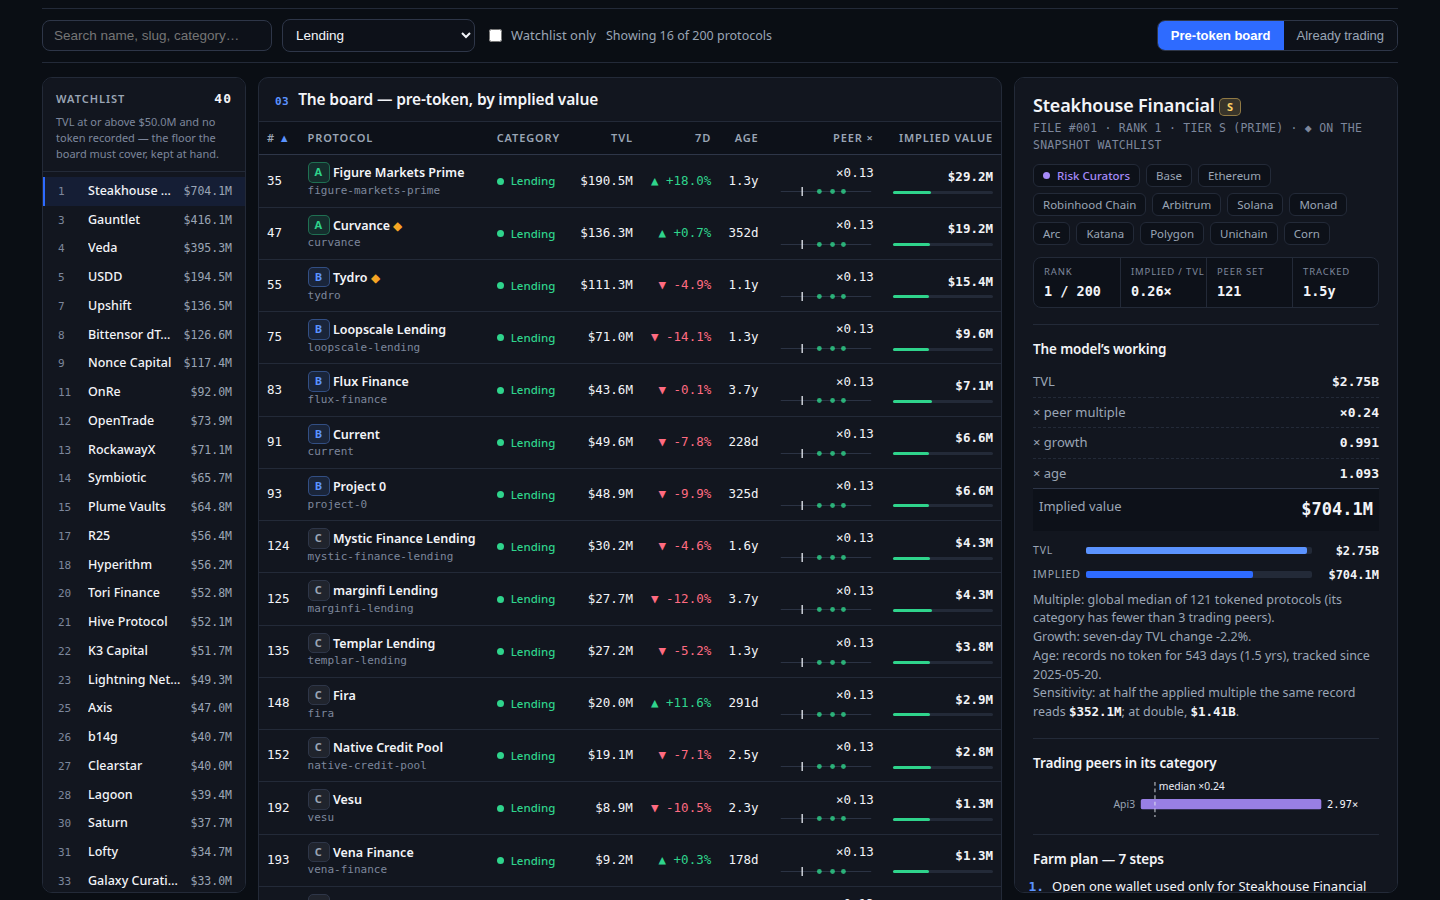 Search name, slug, category…
Lending
Watchlist only
Showing 16 of 200 protocols
Pre-token board
Already trading
WATCHLIST 40
TVL at or above $50.0M and no
token recorded — the floor the
board must cover, kept at hand.
1 Steakhouse ... $704.1M
3 Gauntlet $416.1M
4 Veda $395.3M
5 USDD $194.5M
7 Upshift $136.5M
8 Bittensor dT... $126.6M
9 Nonce Capital $117.4M
11 OnRe $92.0M
12 OpenTrade $73.9M
13 RockawayX $71.1M
14 Symbiotic $65.7M
15 Plume Vaults $64.8M
17 R25 $56.4M
18 Hyperithm $56.2M
20 Tori Finance $52.8M
21 Hive Protocol $52.1M
22 K3 Capital $51.7M
23 Lightning Net... $49.3M
25 Axis $47.0M
26 b14g $40.7M
27 Clearstar $40.0M
28 Lagoon $39.4M
30 Saturn $37.7M
31 Lofty $34.7M
33 Galaxy Curati... $33.0M
03 The board — pre-token, by implied value
# ▲ PROTOCOL CATEGORY TVL 7D AGE PEER × IMPLIED VALUE
35 A Figure Markets Prime Lending $190.5M ▲ +18.0% 1.3y ×0.13 $29.2M
figure-markets-prime
47 A Curvance ◆ Lending $136.3M ▲ +0.7% 352d ×0.13 $19.2M
curvance
55 B Tydro ◆ Lending $111.3M ▼ -4.9% 1.1y ×0.13 $15.4M
tydro
75 B Loopscale Lending Lending $71.0M ▼ -14.1% 1.3y ×0.13 $9.6M
loopscale-lending
83 B Flux Finance Lending $43.6M ▼ -0.1% 3.7y ×0.13 $7.1M
flux-finance
91 B Current Lending $49.6M ▼ -7.8% 228d ×0.13 $6.6M
current
93 B Project 0 Lending $48.9M ▼ -9.9% 325d ×0.13 $6.6M
project-0
124 C Mystic Finance Lending Lending $30.2M ▼ -4.6% 1.6y ×0.13 $4.3M
mystic-finance-lending
125 C marginfi Lending Lending $27.7M ▼ -12.0% 3.7y ×0.13 $4.3M
marginfi-lending
135 C Templar Lending Lending $27.2M ▼ -5.2% 1.3y ×0.13 $3.8M
templar-lending
148 C Fira Lending $20.0M ▲ +11.6% 291d ×0.13 $2.9M
fira
152 C Native Credit Pool Lending $19.1M ▼ -7.1% 2.5y ×0.13 $2.8M
native-credit-pool
192 C Vesu Lending $8.9M ▼ -10.5% 2.3y ×0.13 $1.3M
vesu
193 C Vena Finance Lending $9.2M ▲ +0.3% 178d ×0.13 $1.3M
vena-finance
Steakhouse Financial S
FILE #001 · RANK 1 · TIER S (PRIME) · ◆ ON THE
SNAPSHOT WATCHLIST
Risk Curators Base Ethereum
Robinhood Chain Arbitrum Solana Monad
Arc Katana Polygon Unichain Corn
RANK IMPLIED / TVL PEER SET TRACKED
1 / 200 0.26× 121 1.5y
The model's working
TVL $2.75B
× peer multiple ×0.24
× growth 0.991
× age 1.093
Implied value $704.1M
TVL $2.75B
IMPLIED $704.1M
Multiple: global median of 121 tokened protocols (its
category has fewer than 3 trading peers).
Growth: seven-day TVL change -2.2%.
Age: records no token for 543 days (1.5 yrs), tracked since
2025-05-20.
Sensitivity: at half the applied multiple the same record
reads $352.1M; at double, $1.41B.
Trading peers in its category
median ×0.24
Api3 2.97×
Farm plan — 7 steps
1. Open one wallet used only for Steakhouse Financial